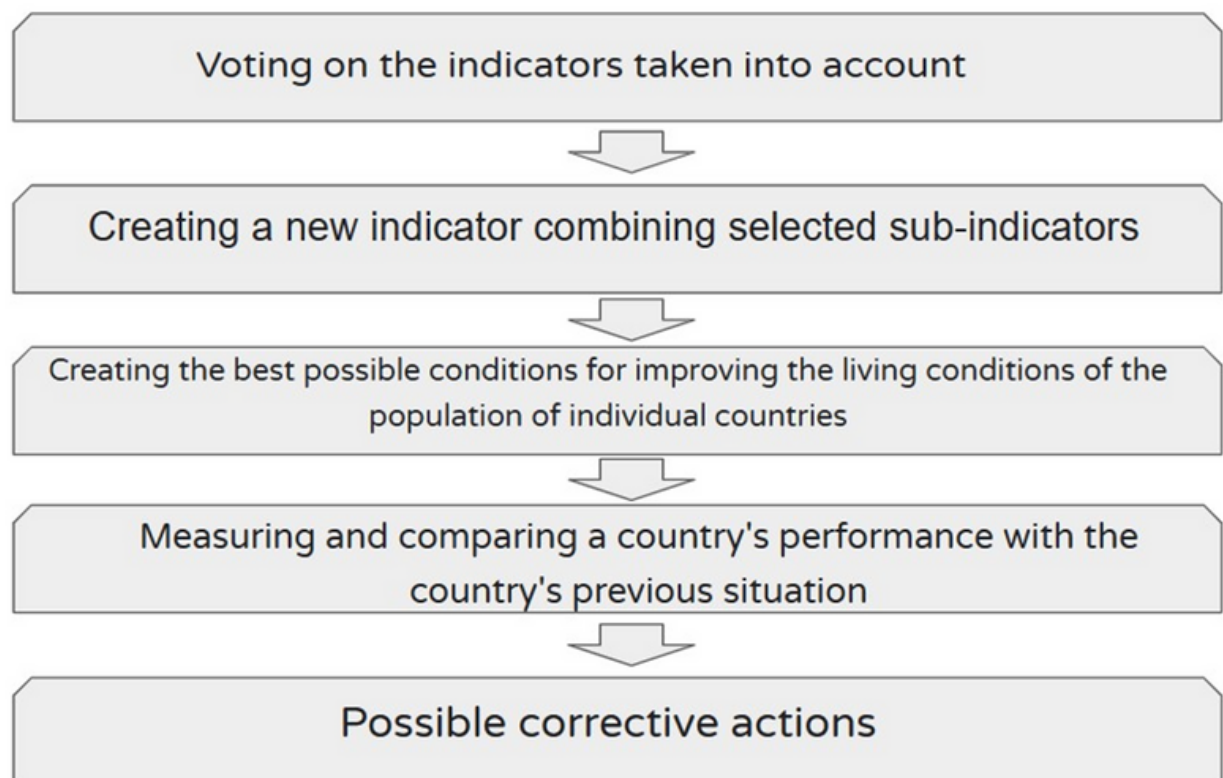 Voting on the indicators taken into account
Creating a new indicator combining selected sub-indicators
Creating the best possible conditions for improving the living conditions of the
population of individual countries
Measuring and comparing a country's performance with the
country's previous situation
Possible corrective actions